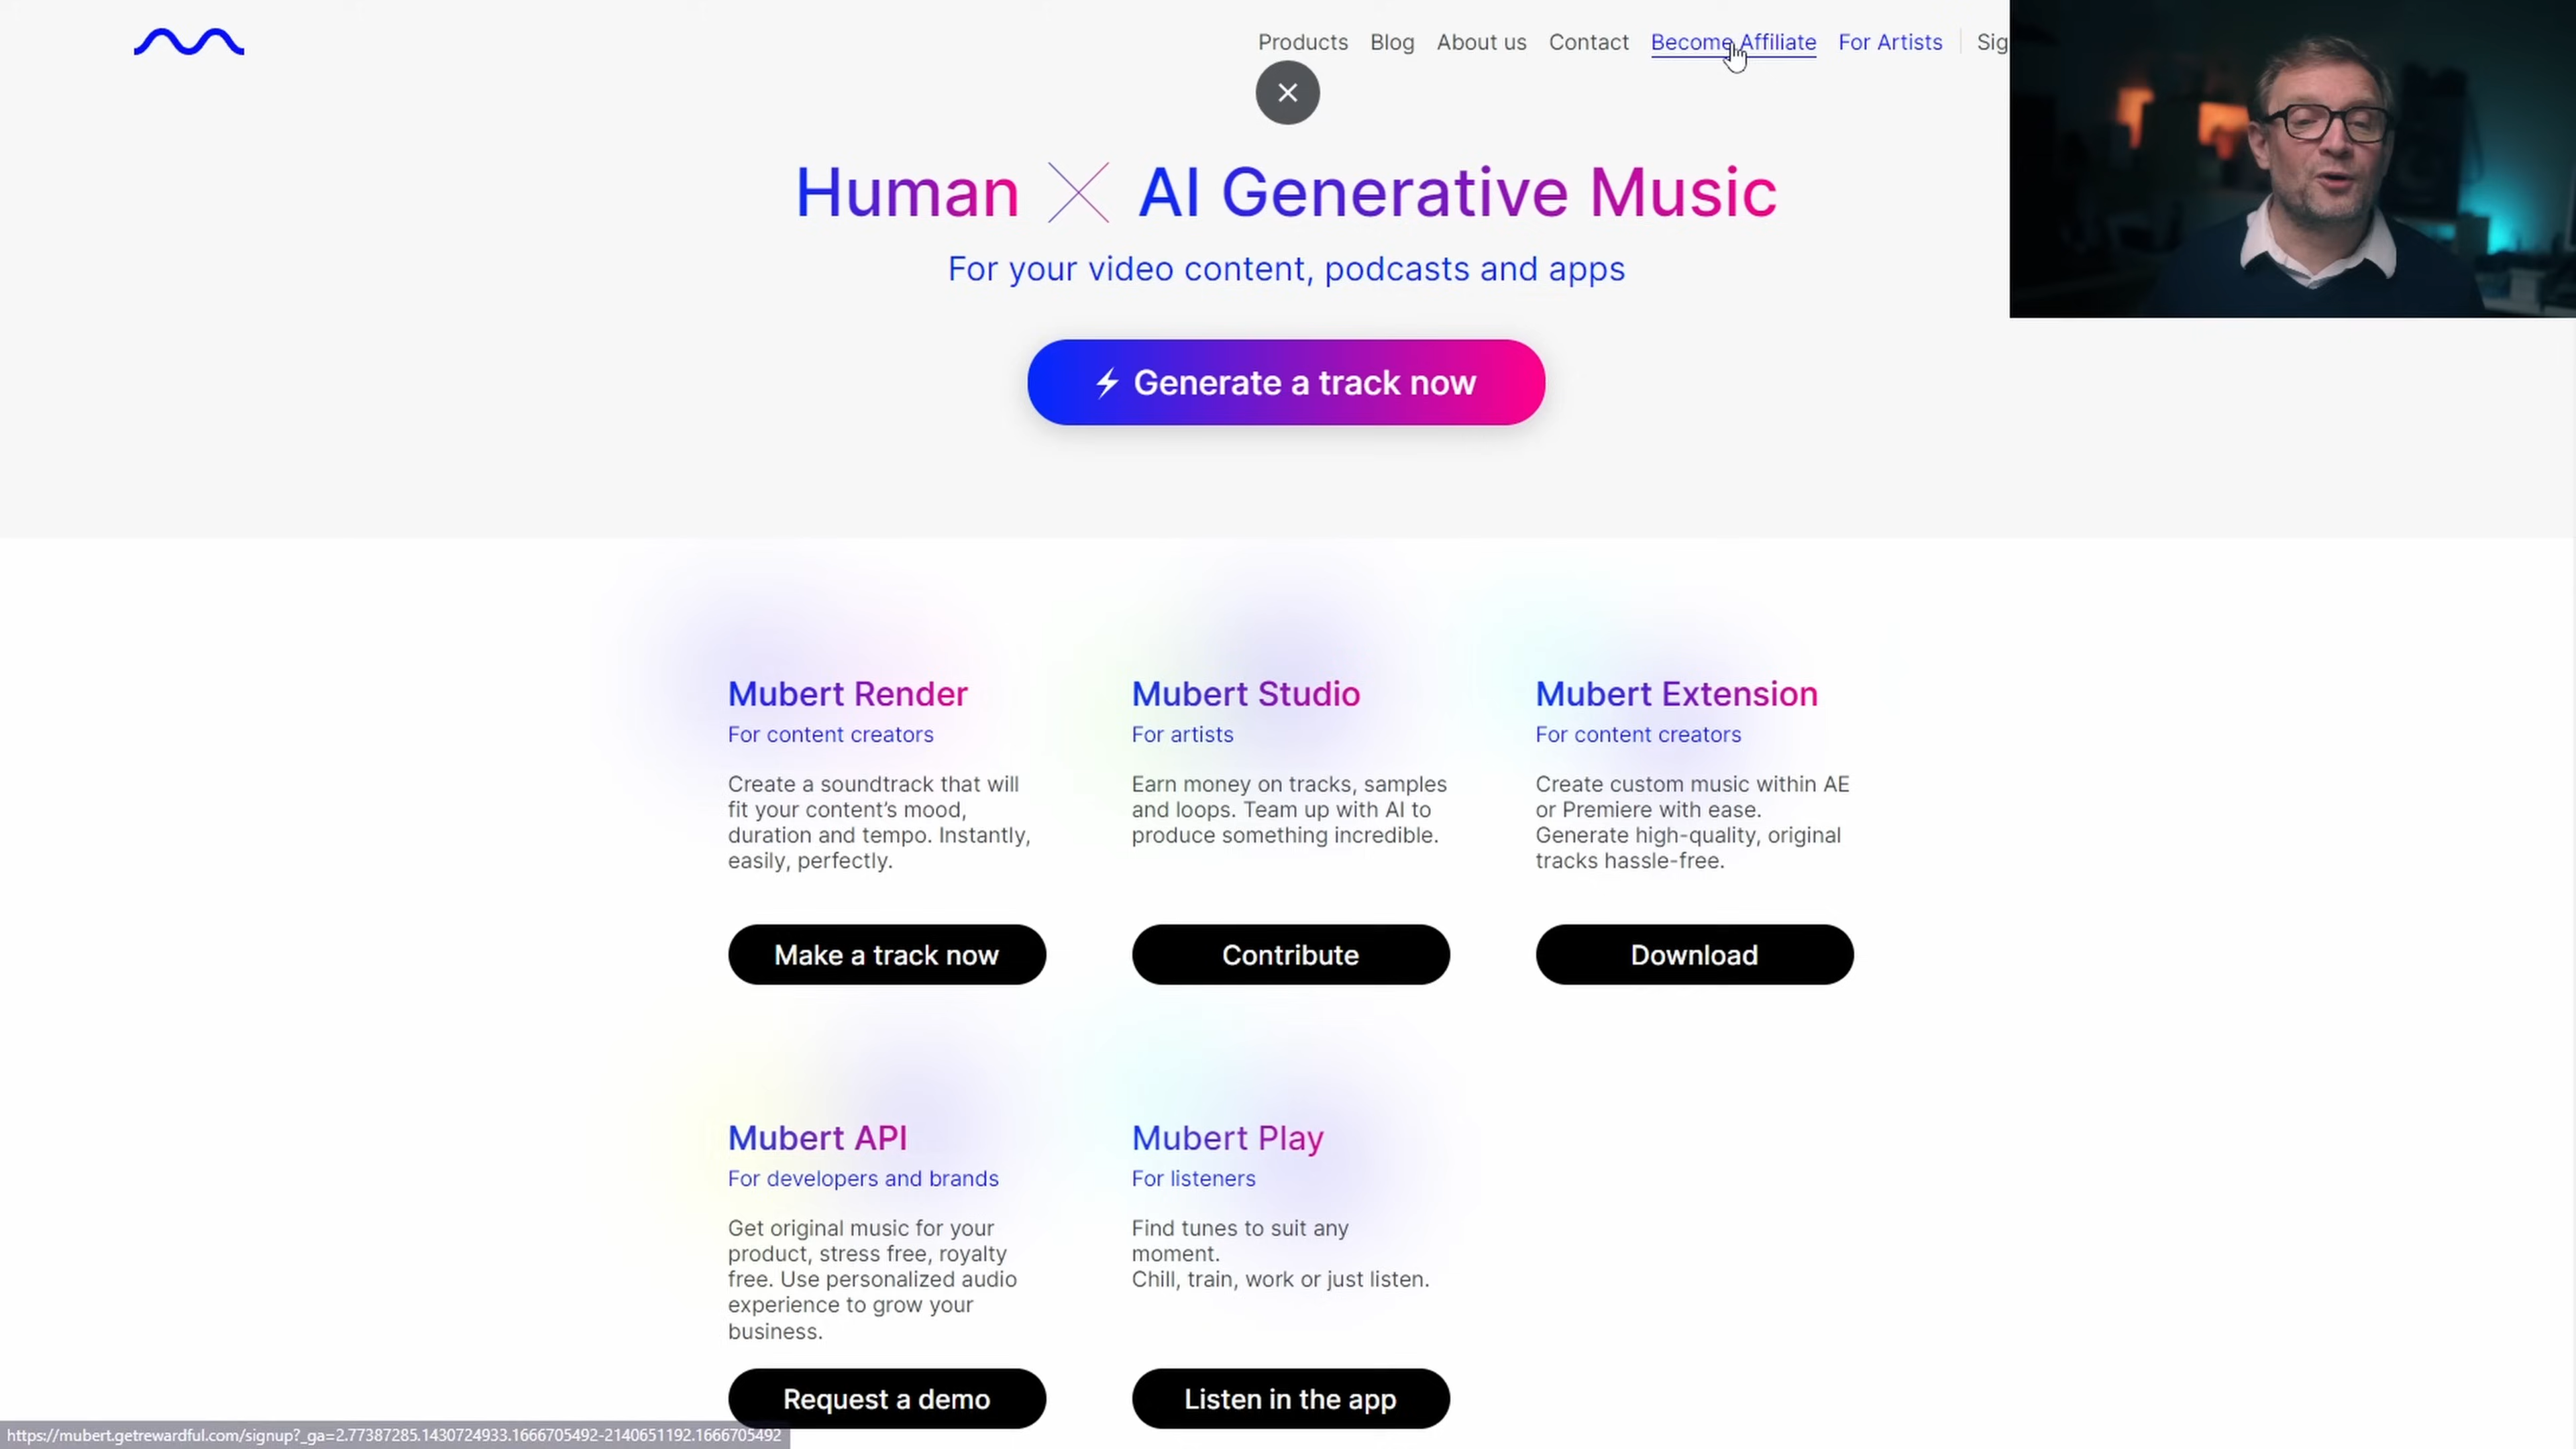 Products Blog About us Contact Become Affiliate For Artists Sig
Human AI Generative Music
For your video content, podcasts and apps
Generate a track now
Mubert Render
For content creators
Create a soundtrack that will
fit your content’s mood,
duration and tempo. Instantly,
easily, perfectly.
Make a track now
Mubert Studio
For artists
Earn money on tracks, samples
and loops. Team up with AI to
produce something incredible.
Contribute
Mubert Extension
For content creators
Create custom music within AE
or Premiere with ease.
Generate high-quality, original
tracks hassle-free.
Download
Mubert API
For developers and brands
Get original music for your
product, stress free, royalty
free. Use personalized audio
experience to grow your
business.
Request a demo
Mubert Play
For listeners
Find tunes to suit any
moment.
Chill, train, work or just listen.
Listen in the app
https://mubert.getrewardful.com/signup?_ga=2.77387285.1430724933.1666705492-2140651192.1666705492